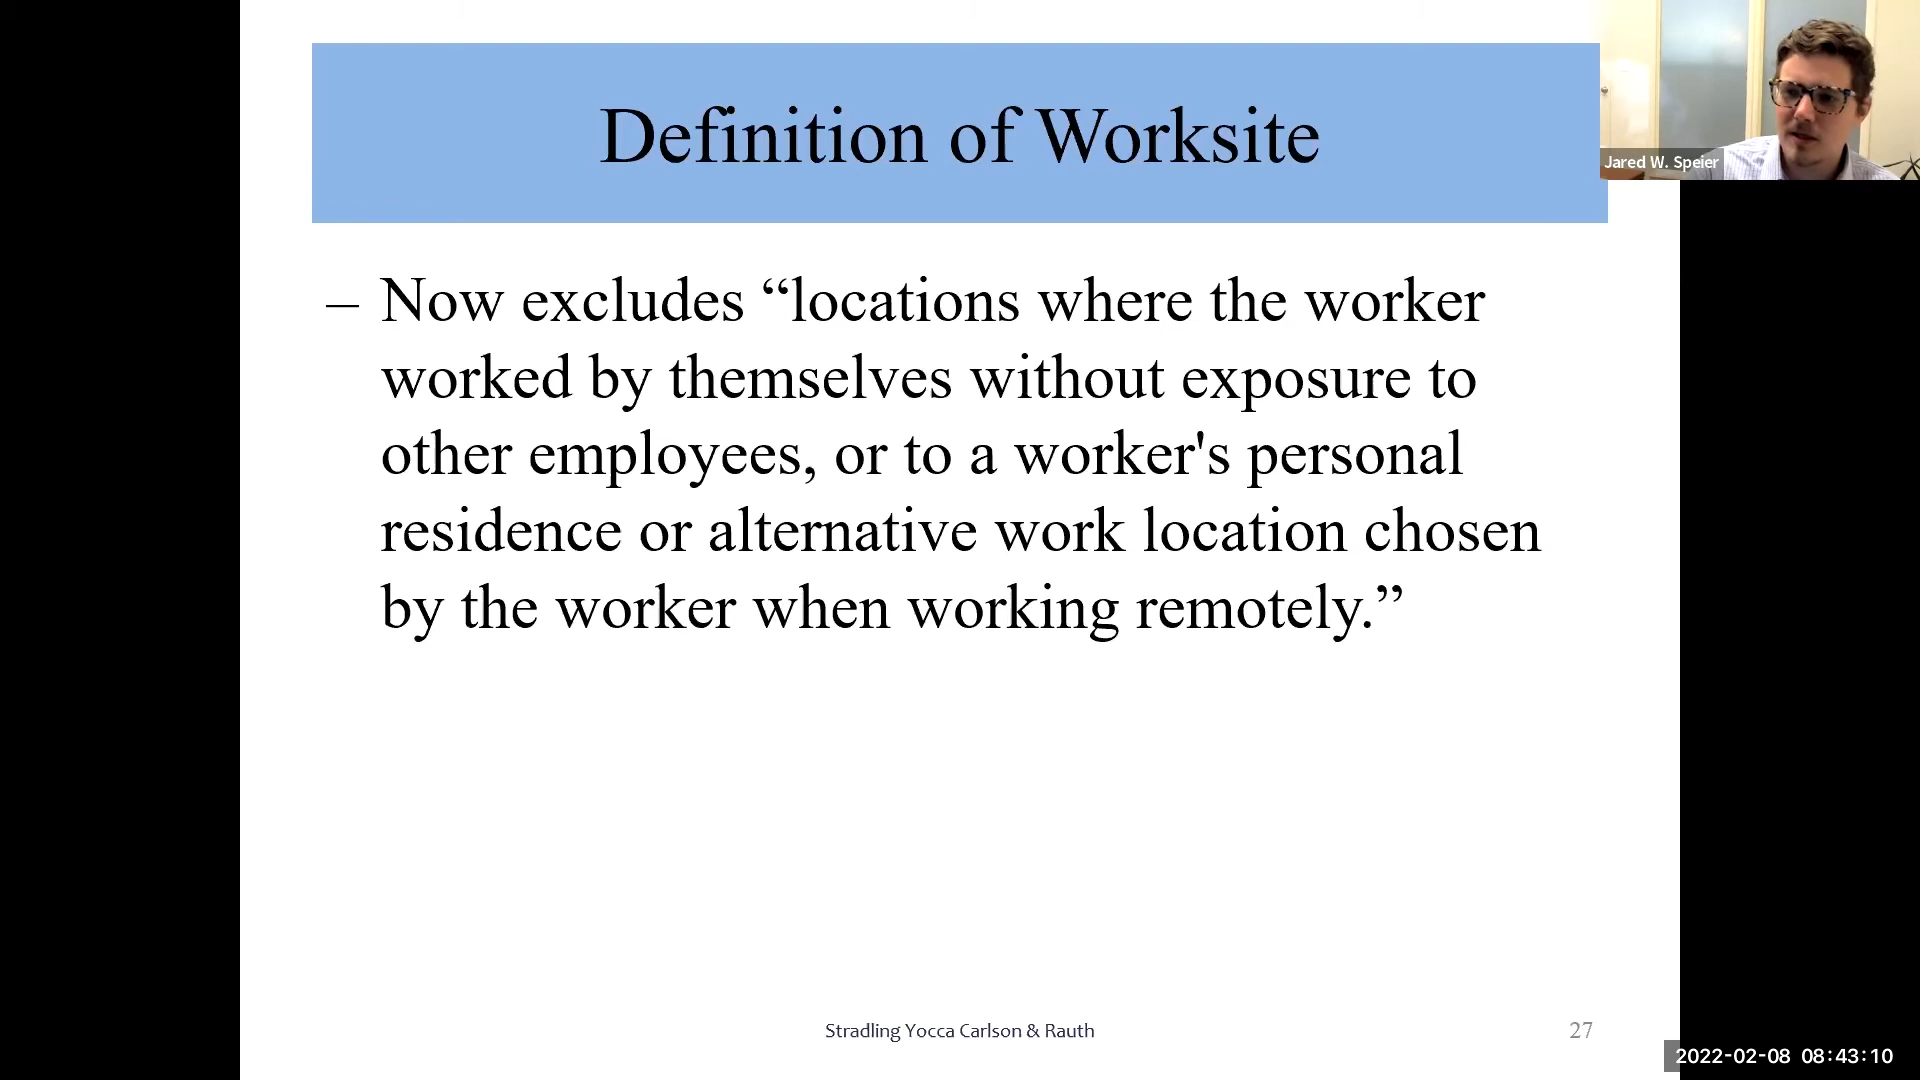 Definition of Worksite
Jared W. Speier
– Now excludes “locations where the worker
worked by themselves without exposure to
other employees, or to a worker's personal
residence or alternative work location chosen
by the worker when working remotely.”
Stradling Yocca Carlson & Rauth
27
2022-02-08 08:43:10